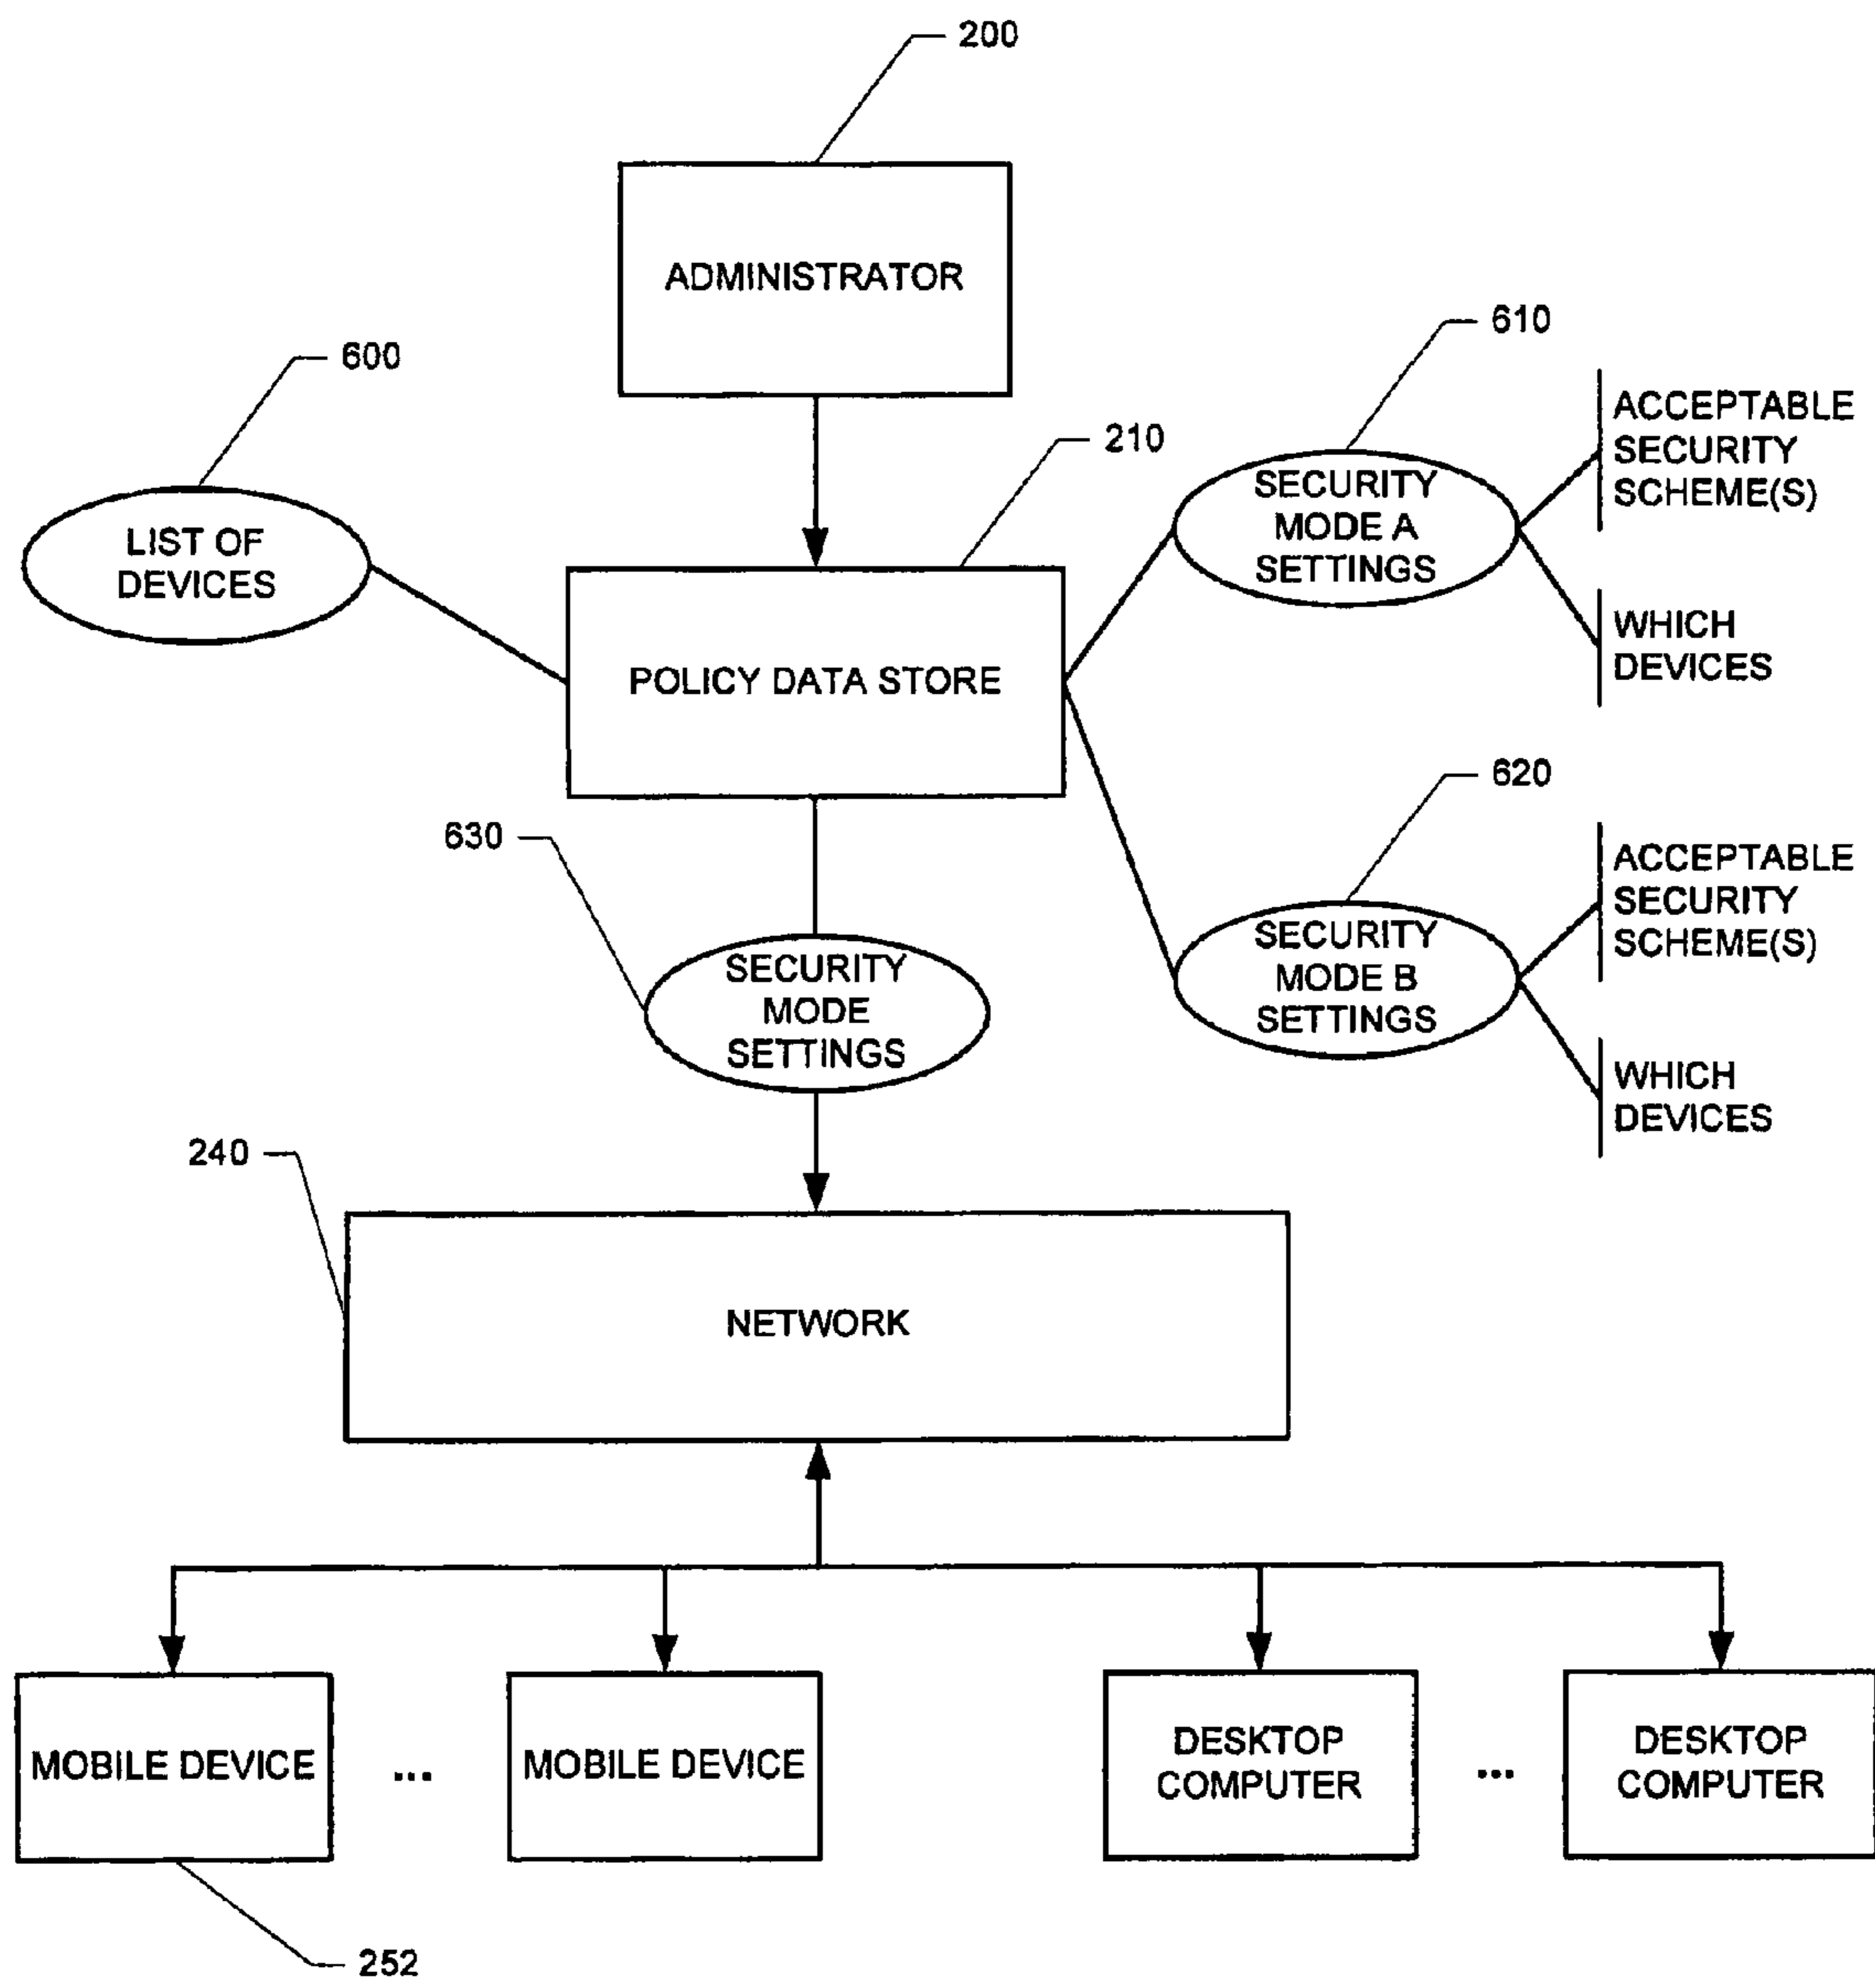 200
ADMINISTRATOR
600
LIST OF
DEVICES
210
POLICY DATA STORE
610
SECURITY
MODE A
SETTINGS
ACCEPTABLE
SECURITY
SCHEME(S)
WHICH
DEVICES
620
SECURITY
MODE B
SETTINGS
ACCEPTABLE
SECURITY
SCHEME(S)
WHICH
DEVICES
630
SECURITY
MODE
SETTINGS
240
NETWORK
MOBILE DEVICE
...
MOBILE DEVICE
DESKTOP
COMPUTER
...
DESKTOP
COMPUTER
252